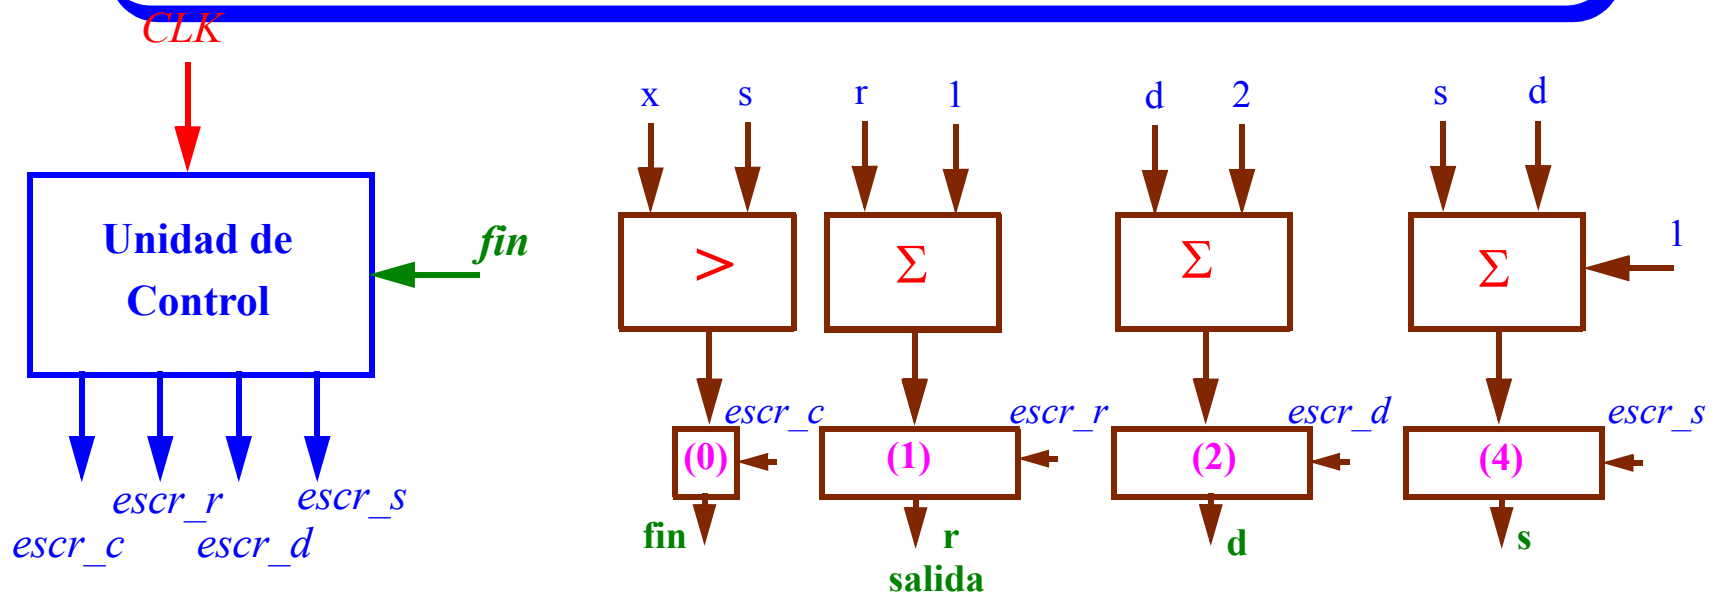 CLK
Unidad de
Control
fin
escr_c
escr_r
escr_d
escr_s
x s r 1 d 2 s d
> Σ Σ Σ 1
escr_c escr_r escr_d escr_s
(0) (1) (2) (4)
fin r d s
salida